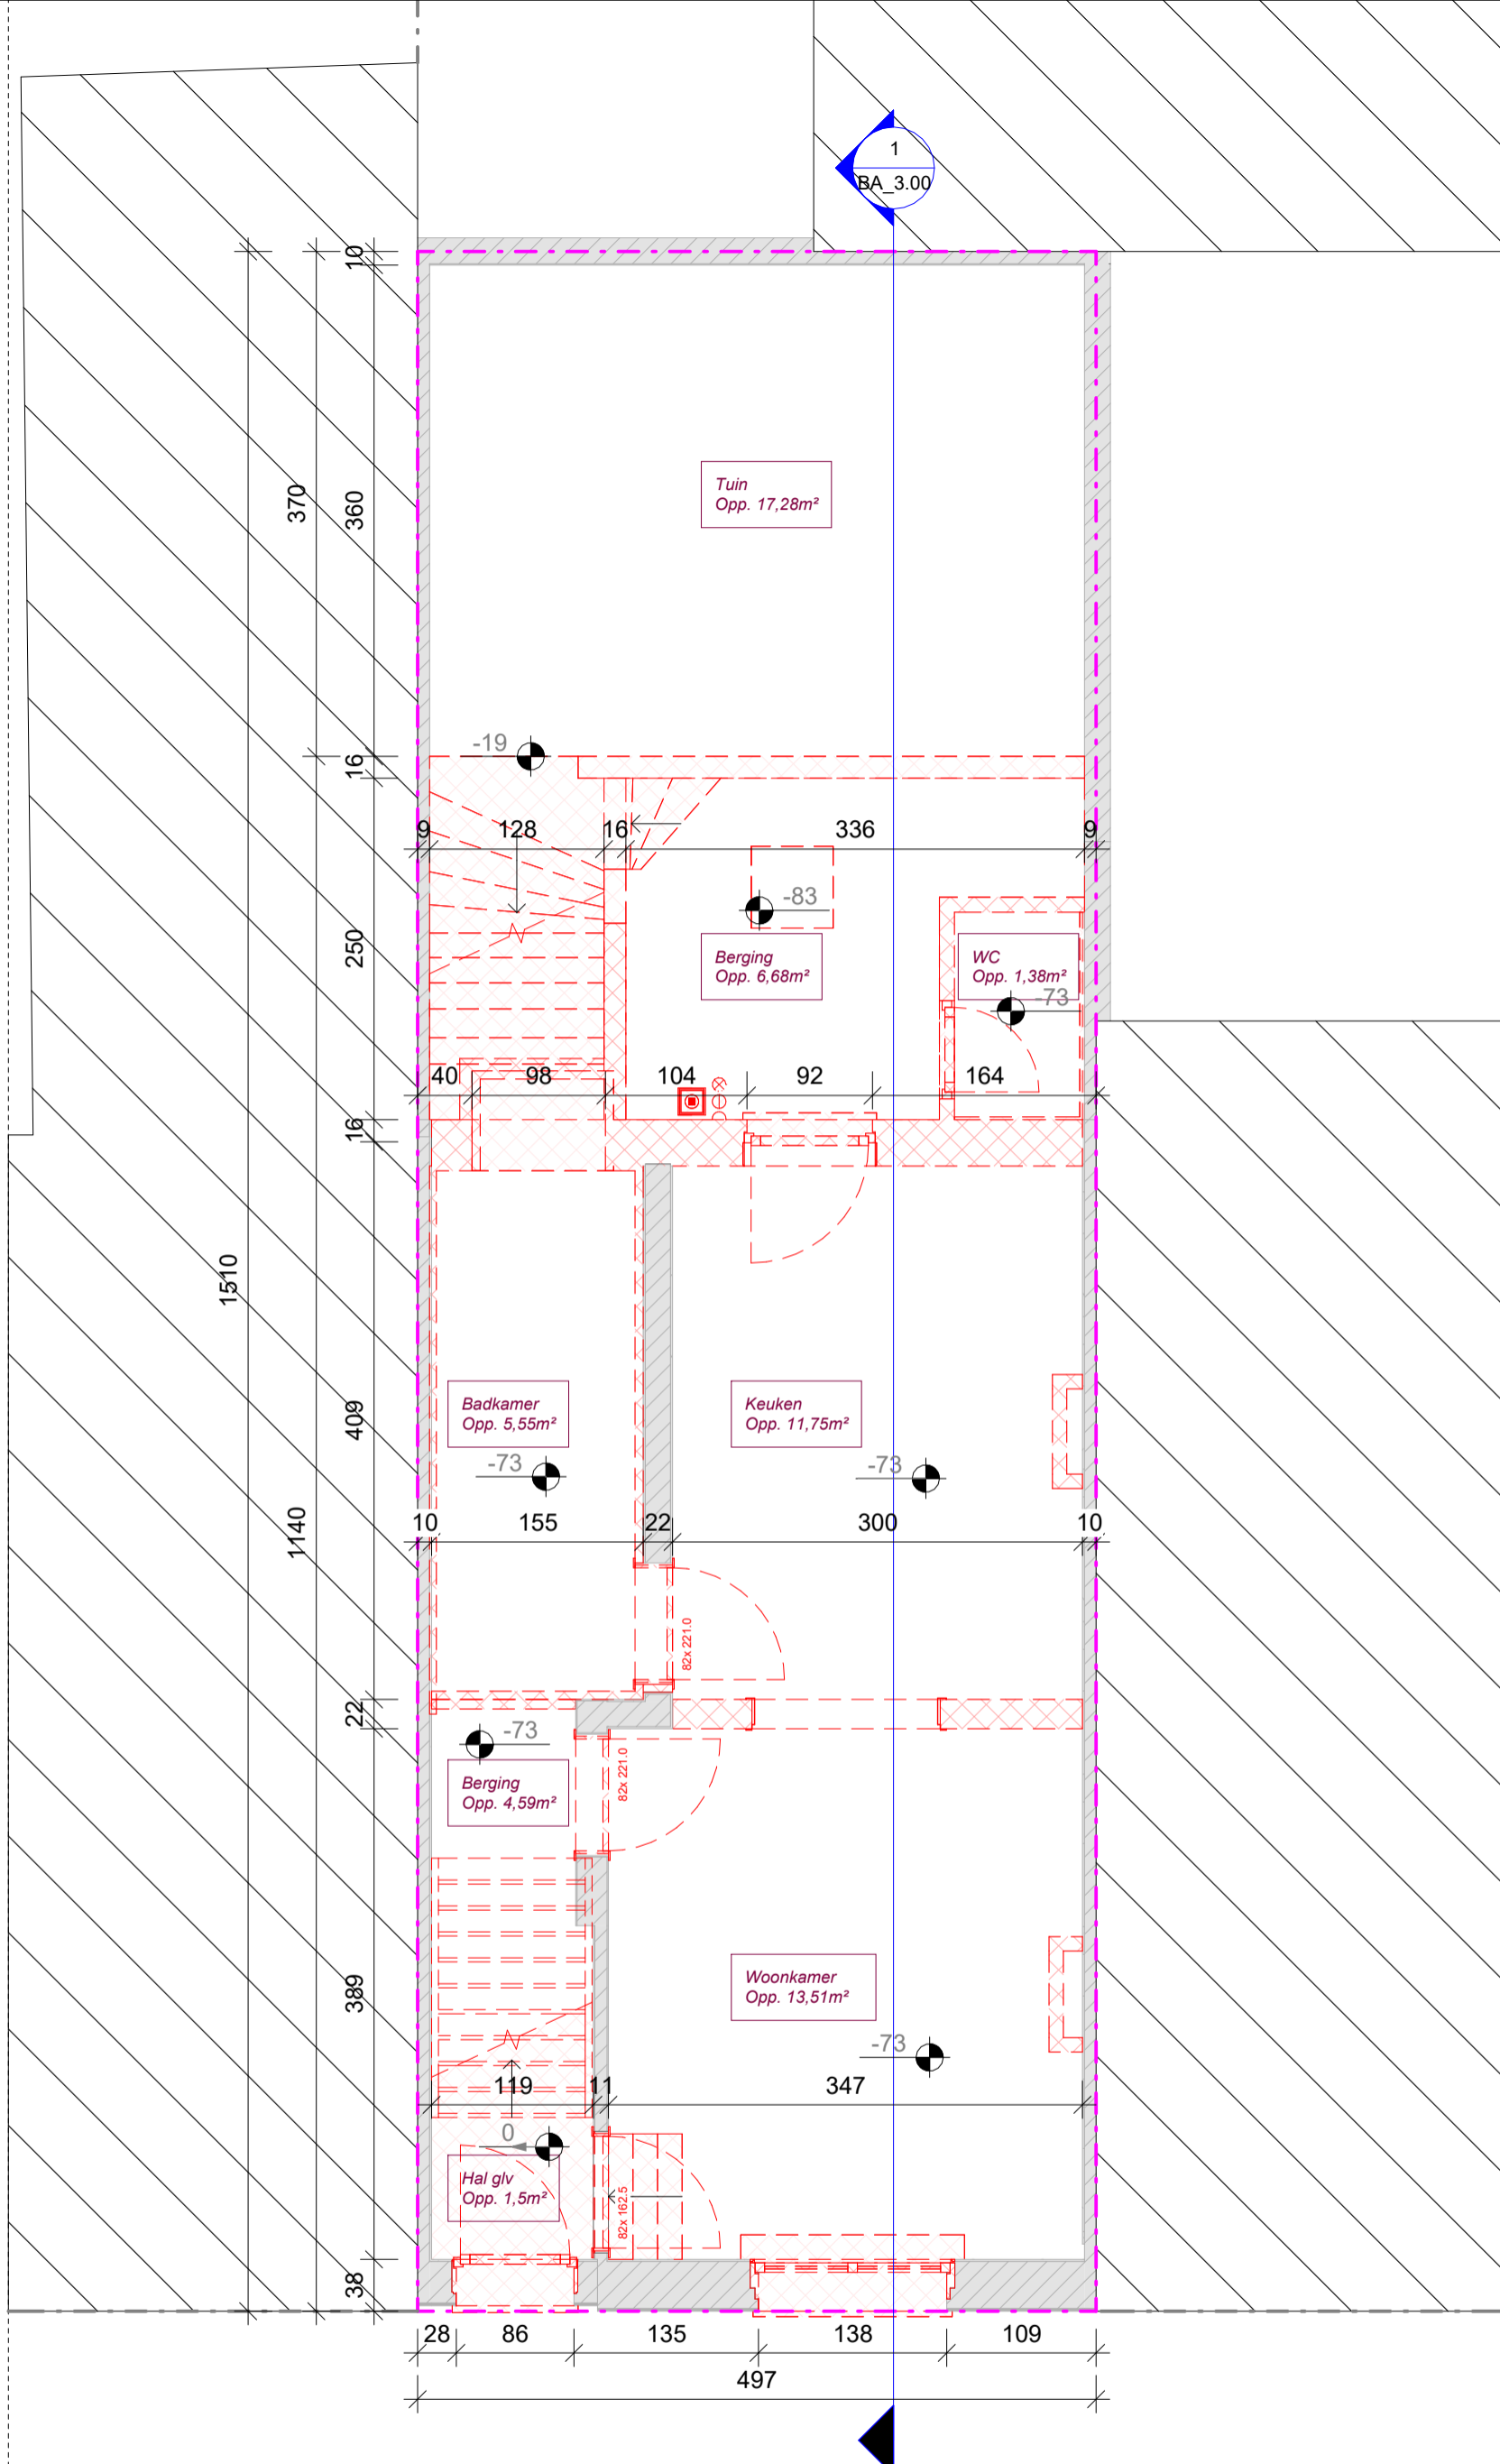 1
BA_3.00
10
370
360
Tuin
Opp. 17,28m²
-19
16
9
128
16
336
9
-83
250
Berging
Opp. 6,68m²
WC
Opp. 1,38m²
-73
40
98
104
92
164
16
1510
Badkamer
Opp. 5,55m²
Keuken
Opp. 11,75m²
409
-73
-73
1140
10
155
22
300
10
82x 221.0
22
-73
82x 221.0
Berging
Opp. 4,59m²
389
Woonkamer
Opp. 13,51m²
-73
119
11
347
0
Hal glv
Opp. 1,5m²
82x 162.5
38
28
86
135
138
109
497